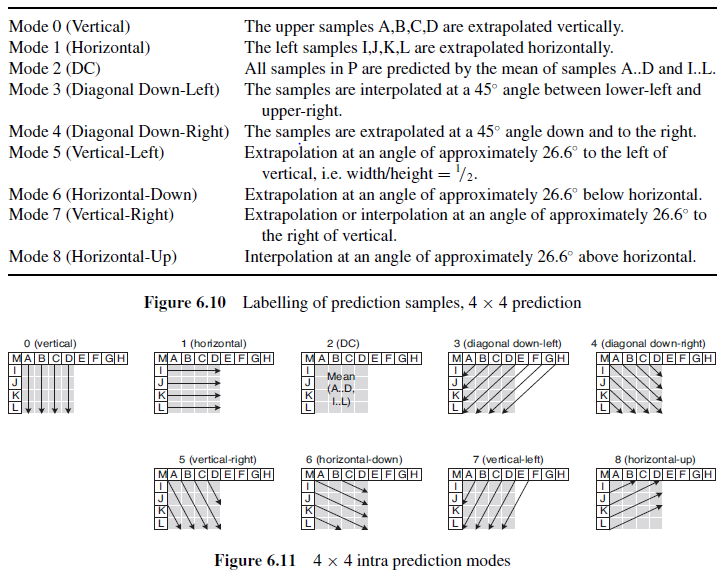 Mode 0 (Vertical) The upper samples A,B,C,D are extrapolated vertically.
Mode 1 (Horizontal) The left samples I,J,K,L are extrapolated horizontally.
Mode 2 (DC) All samples in P are predicted by the mean of samples A..D and I..L.
Mode 3 (Diagonal Down-Left) The samples are interpolated at a 45° angle between lower-left and
upper-right.
Mode 4 (Diagonal Down-Right) The samples are extrapolated at a 45° angle down and to the right.
Mode 5 (Vertical-Left) Extrapolation at an angle of approximately 26.6° to the left of
vertical, i.e. width/height = 1/2.
Mode 6 (Horizontal-Down) Extrapolation at an angle of approximately 26.6° below horizontal.
Mode 7 (Vertical-Right) Extrapolation or interpolation at an angle of approximately 26.6° to
the right of vertical.
Mode 8 (Horizontal-Up) Interpolation at an angle of approximately 26.6° above horizontal.
Figure 6.10 Labelling of prediction samples, 4 × 4 prediction
0 (vertical)
M A B C D E F G H
I
J
K
L
1 (horizontal)
M A B C D E F G H
I
J
K
L
2 (DC)
M A B C D E F G H
I
J
K
L
Mean
(A..D,
I..L)
3 (diagonal down-left)
M A B C D E F G H
I
J
K
L
4 (diagonal down-right)
M A B C D E F G H
I
J
K
L
5 (vertical-right)
M A B C D E F G H
I
J
K
L
6 (horizontal-down)
M A B C D E F G H
I
J
K
L
7 (vertical-left)
M A B C D E F G H
I
J
K
L
8 (horizontal-up)
M A B C D E F G H
I
J
K
L
Figure 6.11 4 × 4 intra prediction modes